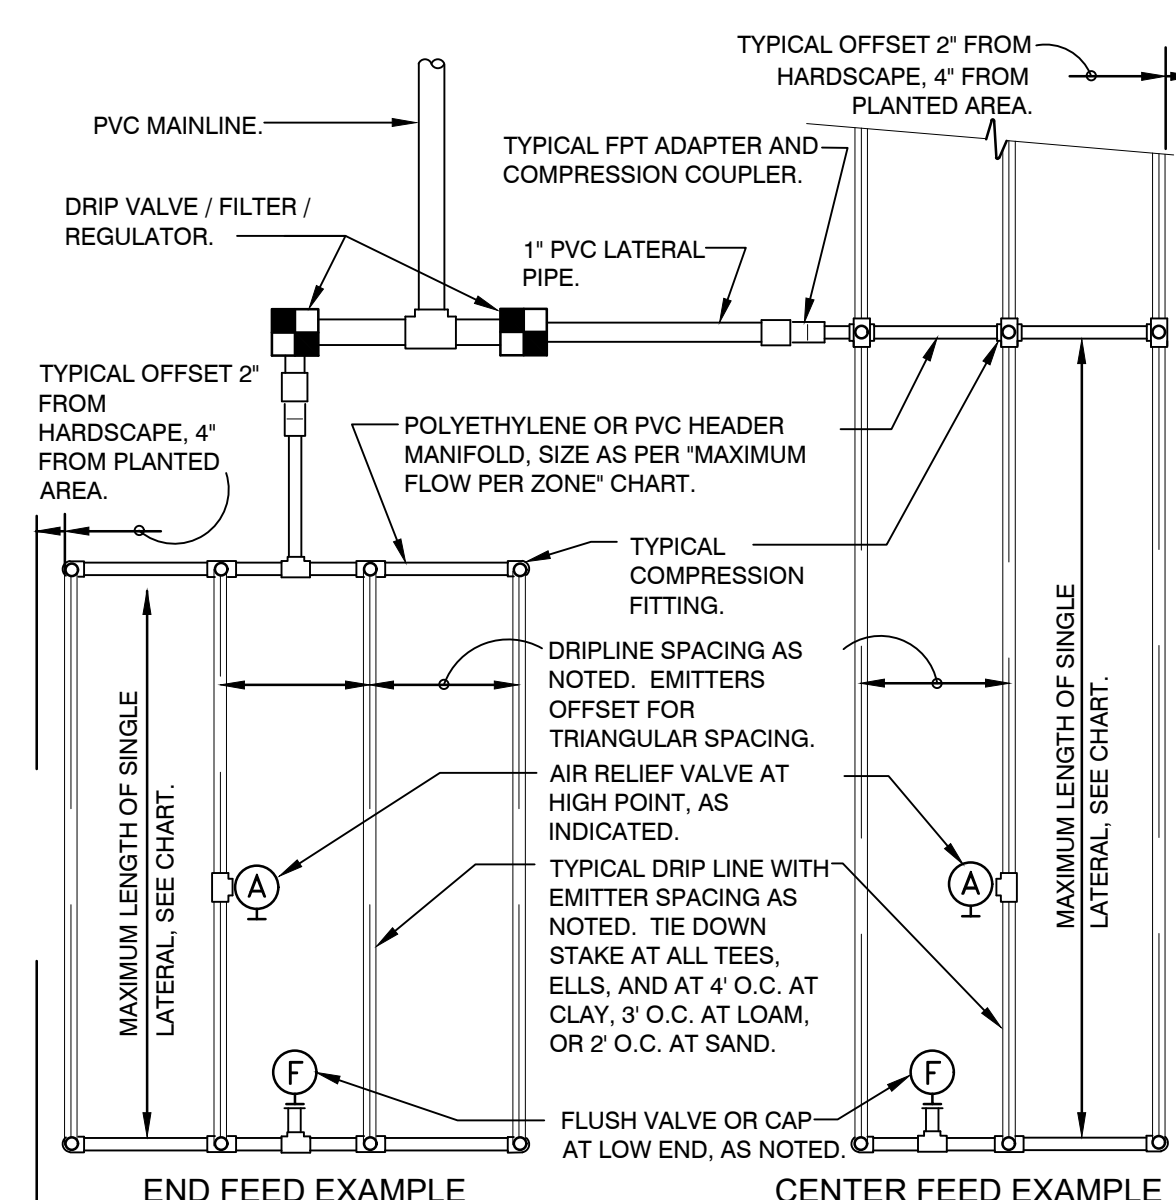 TYPICAL OFFSET 2" FROM
HARDSCAPE, 4" FROM
PLANTED AREA.
PVC MAINLINE.
TYPICAL FPT ADAPTER AND
COMPRESSION COUPLER.
DRIP VALVE / FILTER /
REGULATOR.
1" PVC LATERAL
PIPE.
TYPICAL OFFSET 2"
FROM
HARDSCAPE, 4"
FROM PLANTED
AREA.
POLYETHYLENE OR PVC HEADER
MANIFOLD, SIZE AS PER "MAXIMUM
FLOW PER ZONE" CHART.
TYPICAL
COMPRESSION
FITTING.
DRIPLINE SPACING AS
NOTED. EMITTERS
OFFSET FOR
TRIANGULAR SPACING.
MAXIMUM LENGTH OF SINGLE
LATERAL, SEE CHART.
MAXIMUM LENGTH OF SINGLE
LATERAL, SEE CHART.
AIR RELIEF VALVE AT
HIGH POINT, AS
INDICATED.
A
A
TYPICAL DRIP LINE WITH
EMITTER SPACING AS
NOTED. TIE DOWN
STAKE AT ALL TEES,
ELLS, AND AT 4' O.C. AT
CLAY, 3' O.C. AT LOAM,
OR 2' O.C. AT SAND.
F
F
FLUSH VALVE OR CAP
AT LOW END, AS NOTED.
END FEED EXAMPLE
CENTER FEED EXAMPLE